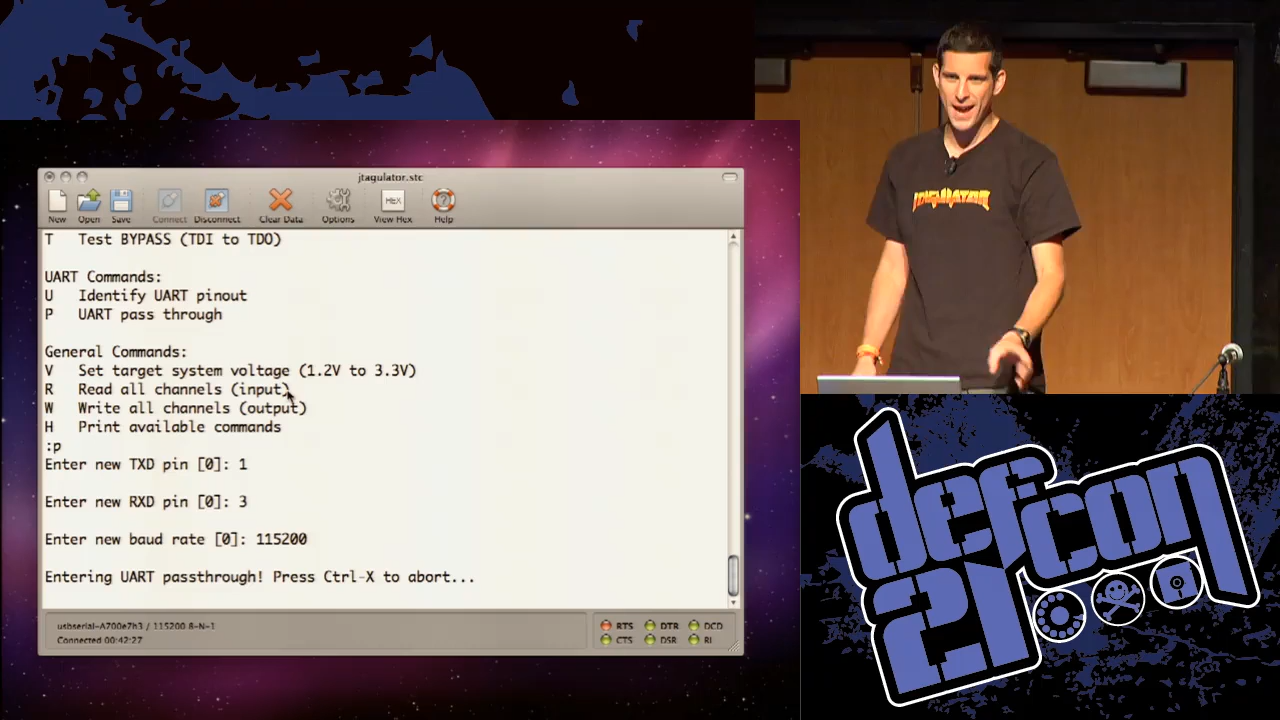 jtagulator.stc
New Open Save Connect Disconnect Clear Data Options View Hex Help
HEX
T Test BYPASS (TDI to TDO)
UART Commands:
U Identify UART pinout
P UART pass through
General Commands:
V Set target system voltage (1.2V to 3.3V)
R Read all channels (input)
W Write all channels (output)
H Print available commands
:p
Enter new TXD pin [0]: 1
Enter new RXD pin [0]: 3
Enter new baud rate [0]: 115200
Entering UART passthrough! Press Ctrl-X to abort...
usbserial-A700e7h3 / 115200 8-N-1
Connected 00:42:27
RTS DTR DCD
CTS DSR RI
JTAGULATOR
defcon
21